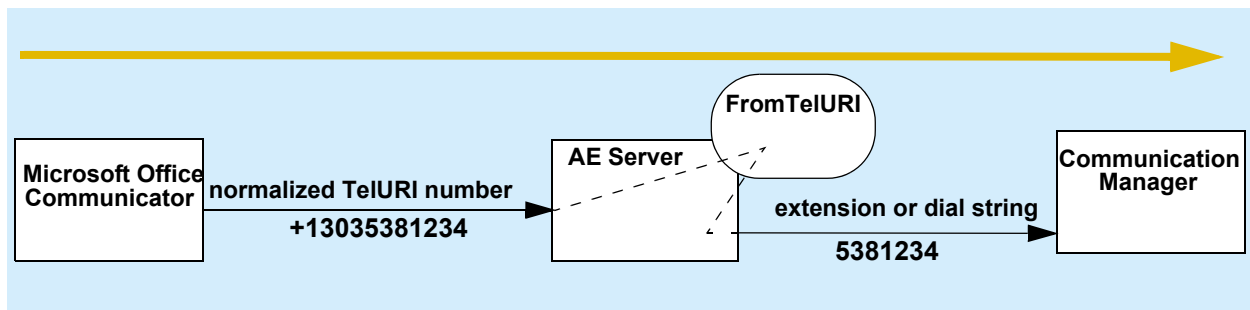 FromTelURI
Microsoft Office
Communicator
normalized TelURI number
+13035381234
AE Server
extension or dial string
5381234
Communication
Manager